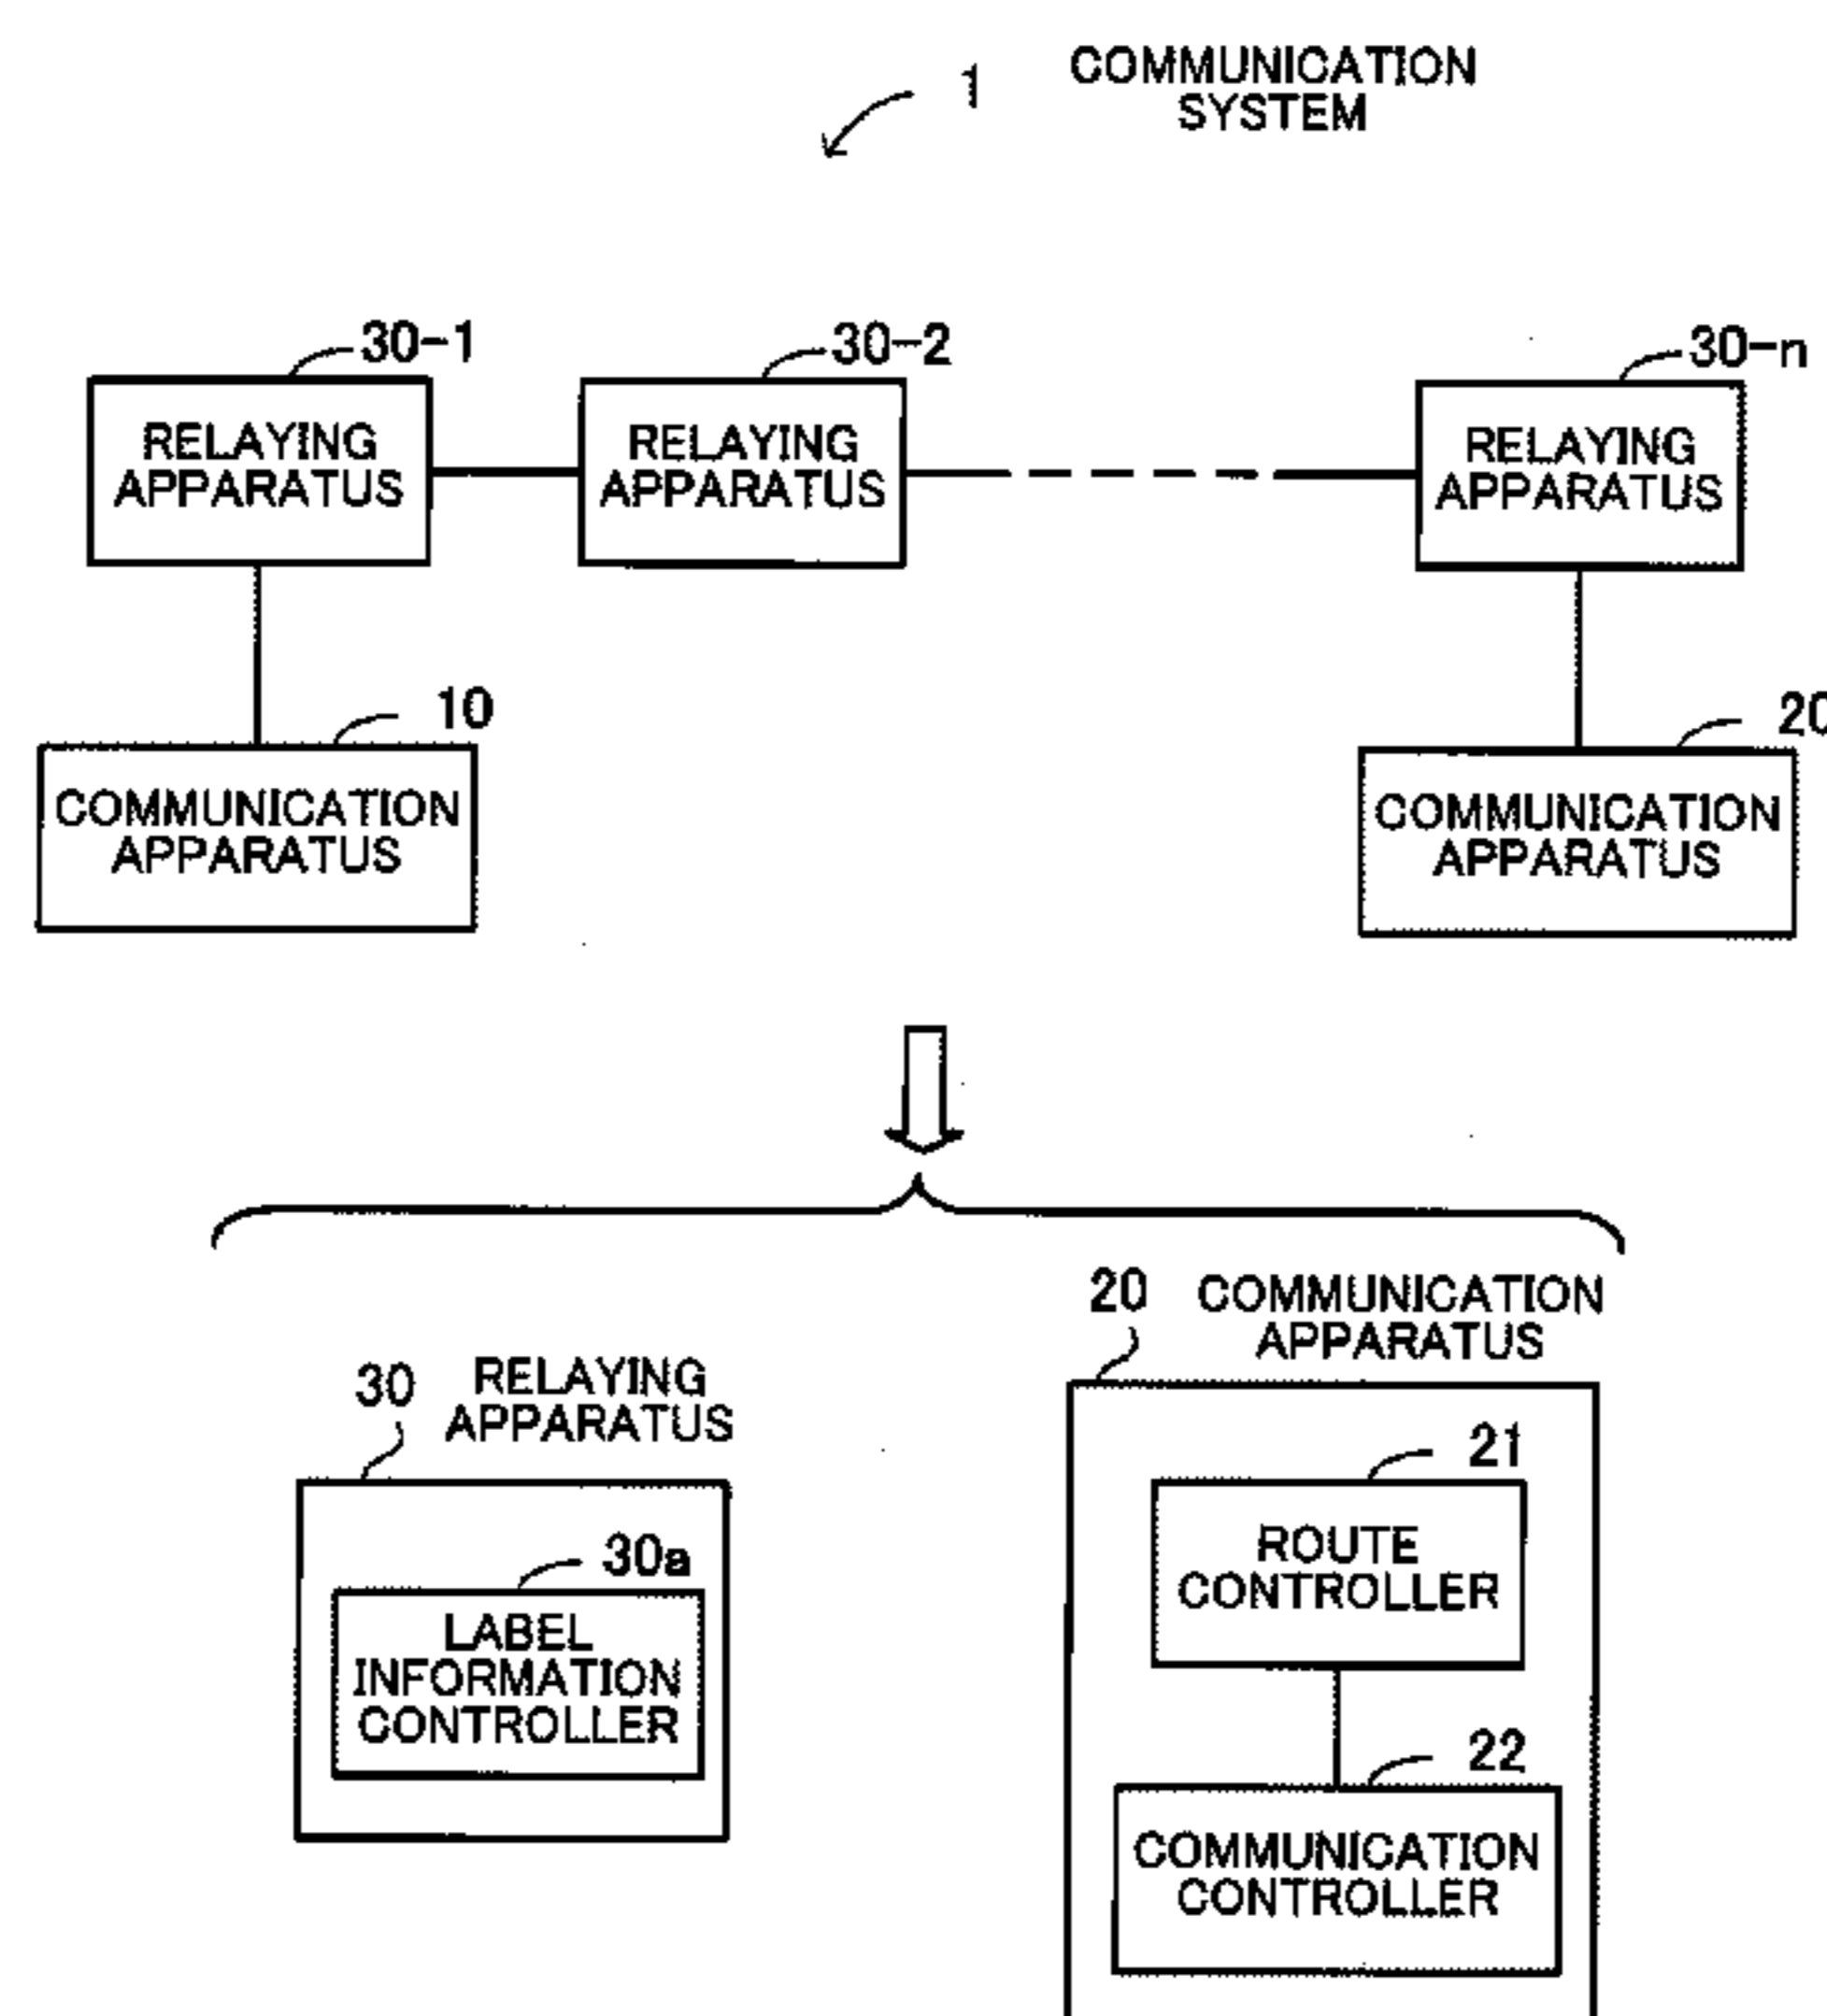 1
COMMUNICATION
SYSTEM
30-1
30-2
30-n
RELAYING
APPARATUS
RELAYING
APPARATUS
RELAYING
APPARATUS
10
20
COMMUNICATION
APPARATUS
COMMUNICATION
APPARATUS
20
COMMUNICATION
APPARATUS
30
RELAYING
APPARATUS
21
ROUTE
CONTROLLER
30a
LABEL
INFORMATION
CONTROLLER
22
COMMUNICATION
CONTROLLER